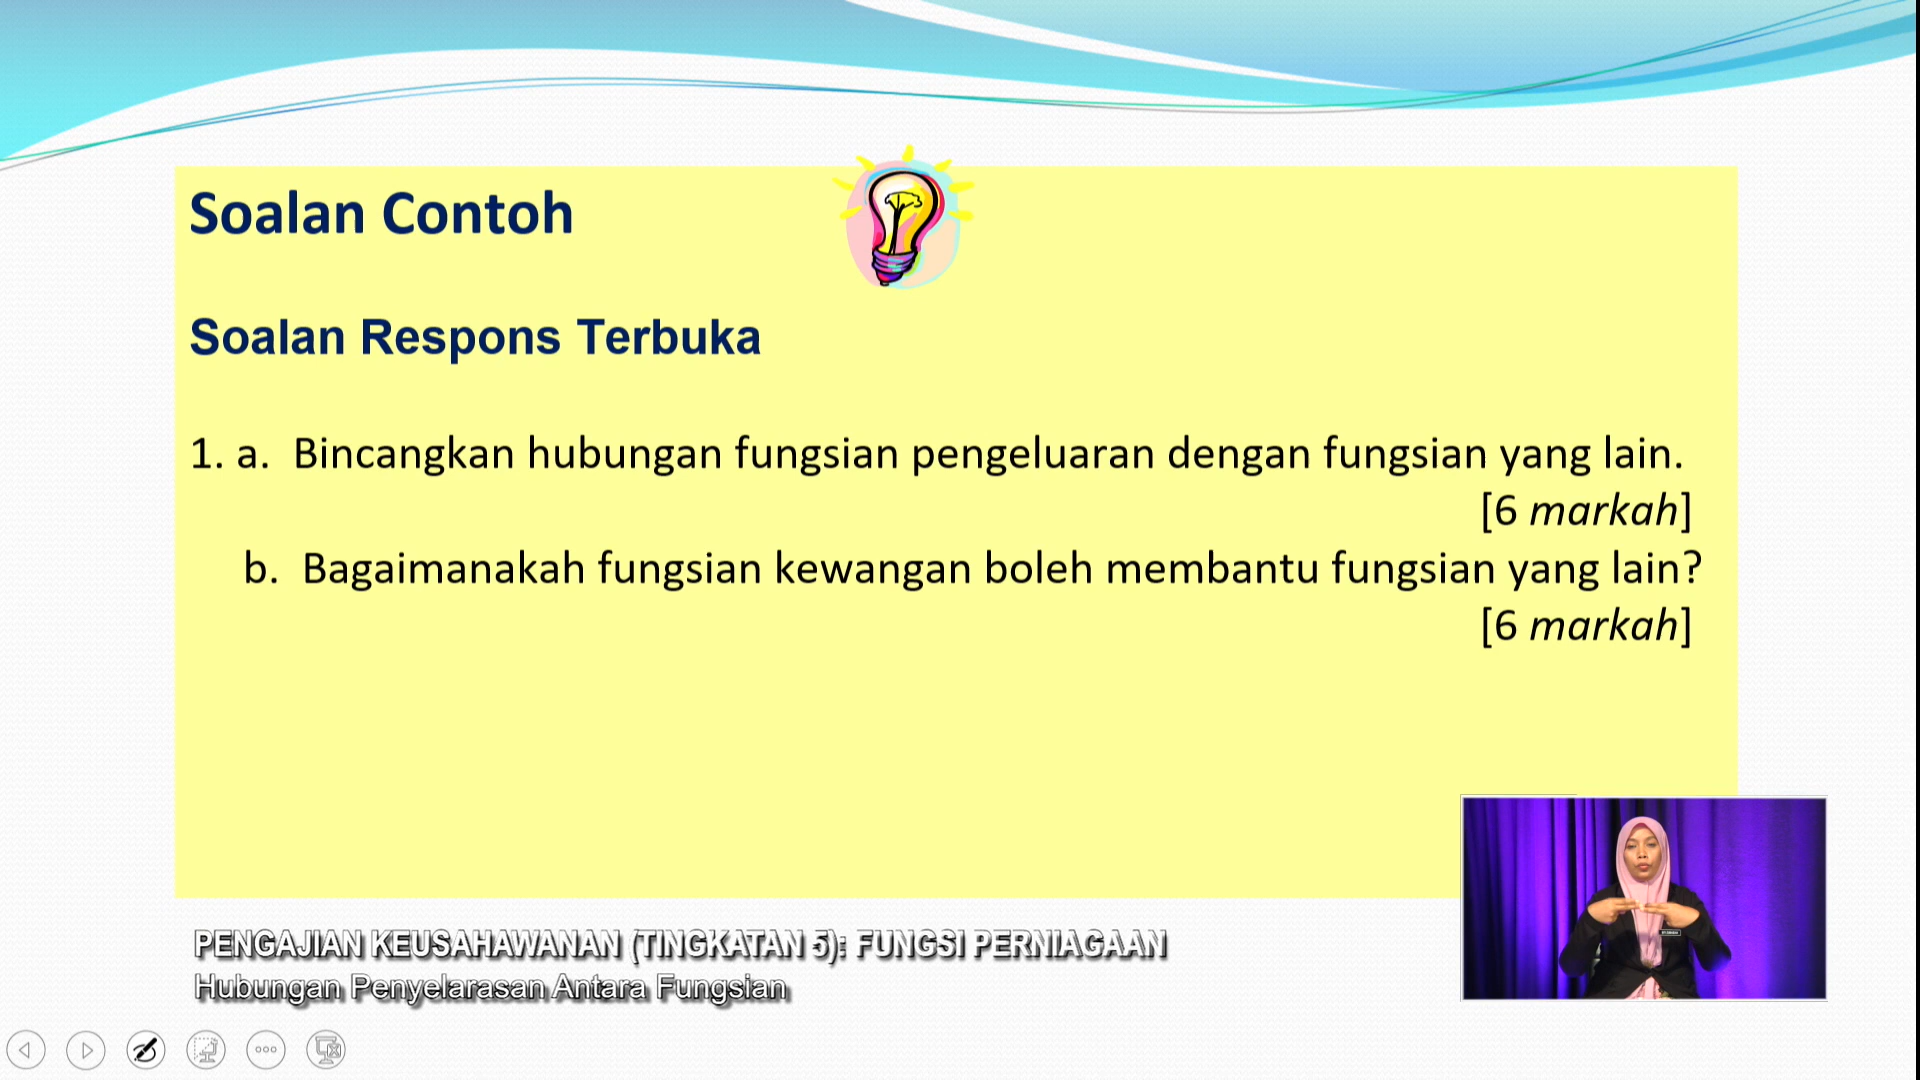 Soalan Contoh
Soalan Respons Terbuka
1. a. Bincangkan hubungan fungsian pengeluaran dengan fungsian yang lain.
[6 markah]
b. Bagaimanakah fungsian kewangan boleh membantu fungsian yang lain?
[6 markah]
PENGAJIAN KEUSAHAWANAN (TINGKATAN 5): FUNGSI PERNIAGAAN
Hubungan Penyelarasan Antara Fungsian